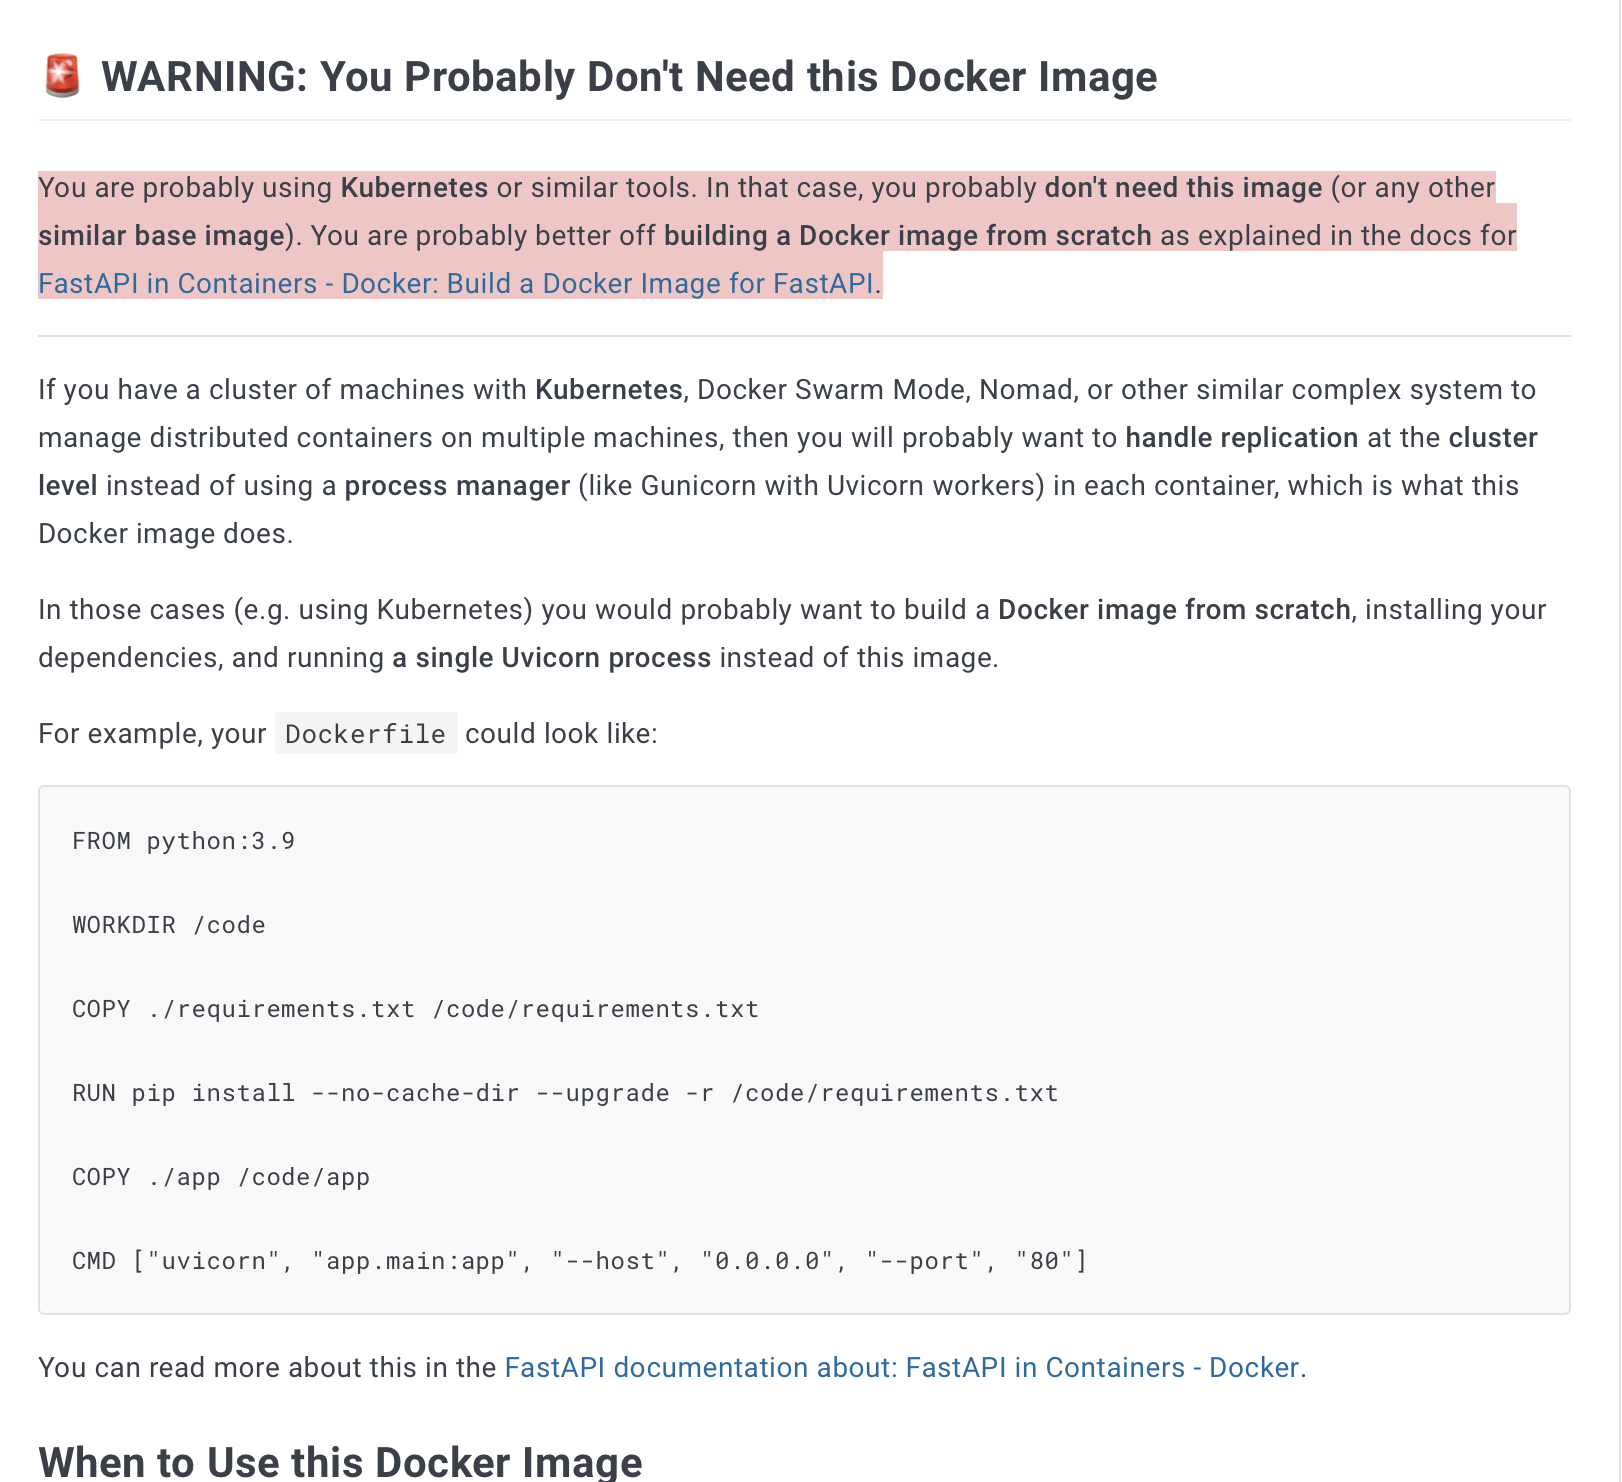 🚨 WARNING: You Probably Don't Need this Docker Image
You are probably using Kubernetes or similar tools. In that case, you probably don't need this image (or any other
similar base image). You are probably better off building a Docker image from scratch as explained in the docs for
FastAPI in Containers - Docker: Build a Docker Image for FastAPI.
If you have a cluster of machines with Kubernetes, Docker Swarm Mode, Nomad, or other similar complex system to
manage distributed containers on multiple machines, then you will probably want to handle replication at the cluster
level instead of using a process manager (like Gunicorn with Uvicorn workers) in each container, which is what this
Docker image does.
In those cases (e.g. using Kubernetes) you would probably want to build a Docker image from scratch, installing your
dependencies, and running a single Uvicorn process instead of this image.
For example, your Dockerfile could look like:
FROM python:3.9
WORKDIR /code
COPY ./requirements.txt /code/requirements.txt
RUN pip install --no-cache-dir --upgrade -r /code/requirements.txt
COPY ./app /code/app
CMD ["uvicorn", "app.main:app", "--host", "0.0.0.0", "--port", "80"]
You can read more about this in the FastAPI documentation about: FastAPI in Containers - Docker.
When to Use this Docker Image